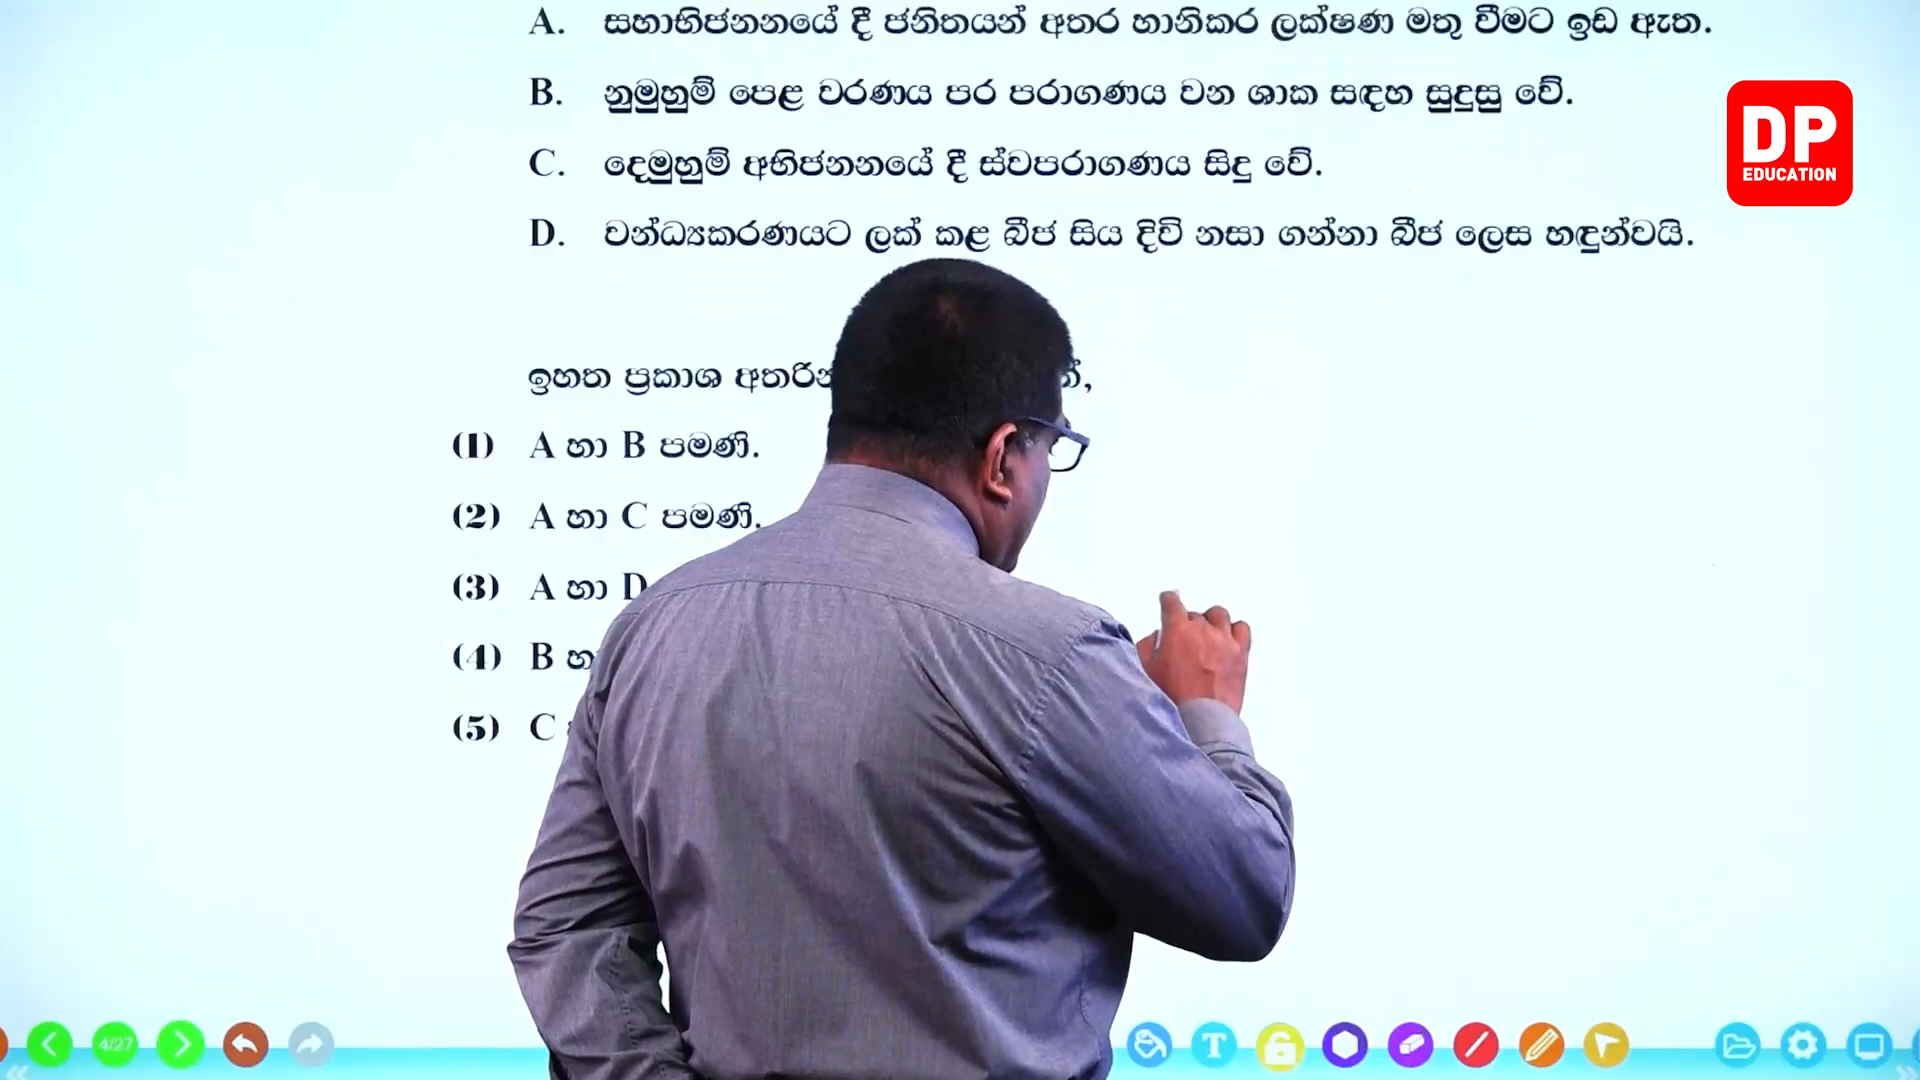 A. සහාභිජනනයේ දී ජනිතයන් අතර හානිකර ලක්ෂණ මතු වීමට ඉඩ ඇත.
B. නුමුහුම් පෙළ වරණය පර පරාගණය වන ශාක සඳහා සුදුසු වේ.
DP
EDUCATION
C. දෙමුහුම් අභිජනනයේ දී ස්වපරාගණය සිදු වේ.
D. වන්ධ්‍යකරණයට ලක් කළ බීජ සිය දිවි නසා ගන්නා බීජ ලෙස හඳුන්වයි.
ඉහත ප්‍රකාශ අතරින්
(1) A හා B පමණි.
(2) A හා C පමණි.
(3) A හා D
(4) B
(5) C
4/27